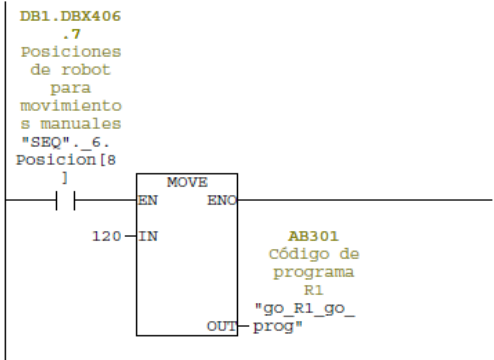 DB1.DBX406
.7
Posiciones
de robot
para
movimiento
s manuales
"SEQ"._6.
Posicion[8
]
MOVE
EN ENO
120 IN
AB301
Código de
programa
R1
"go_R1_go_
OUT prog"